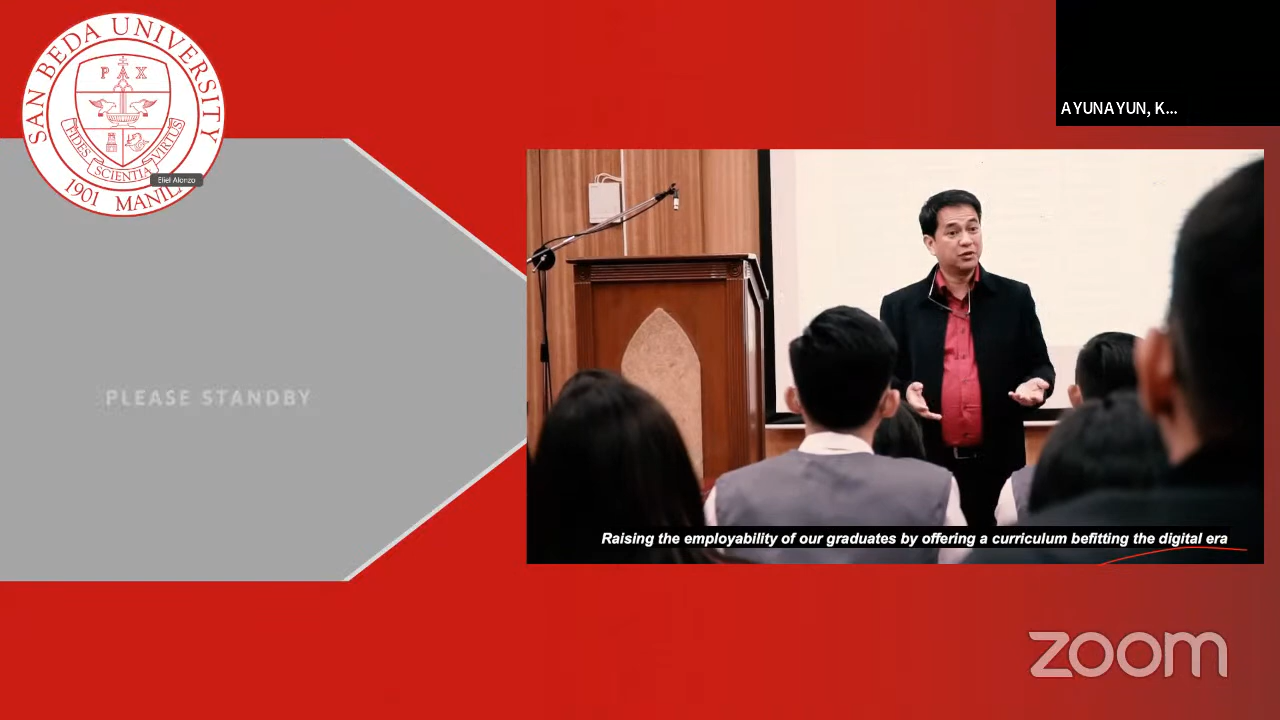 SAN BEDA UNIVERSITY
PAX
FIDES SCIENTIA VIRTUS
1901 MANIL
Eliel Alonzo
AYUNAYUN, K...
PLEASE STANDBY
Raising the employability of our graduates by offering a curriculum befitting the digital era
zoom